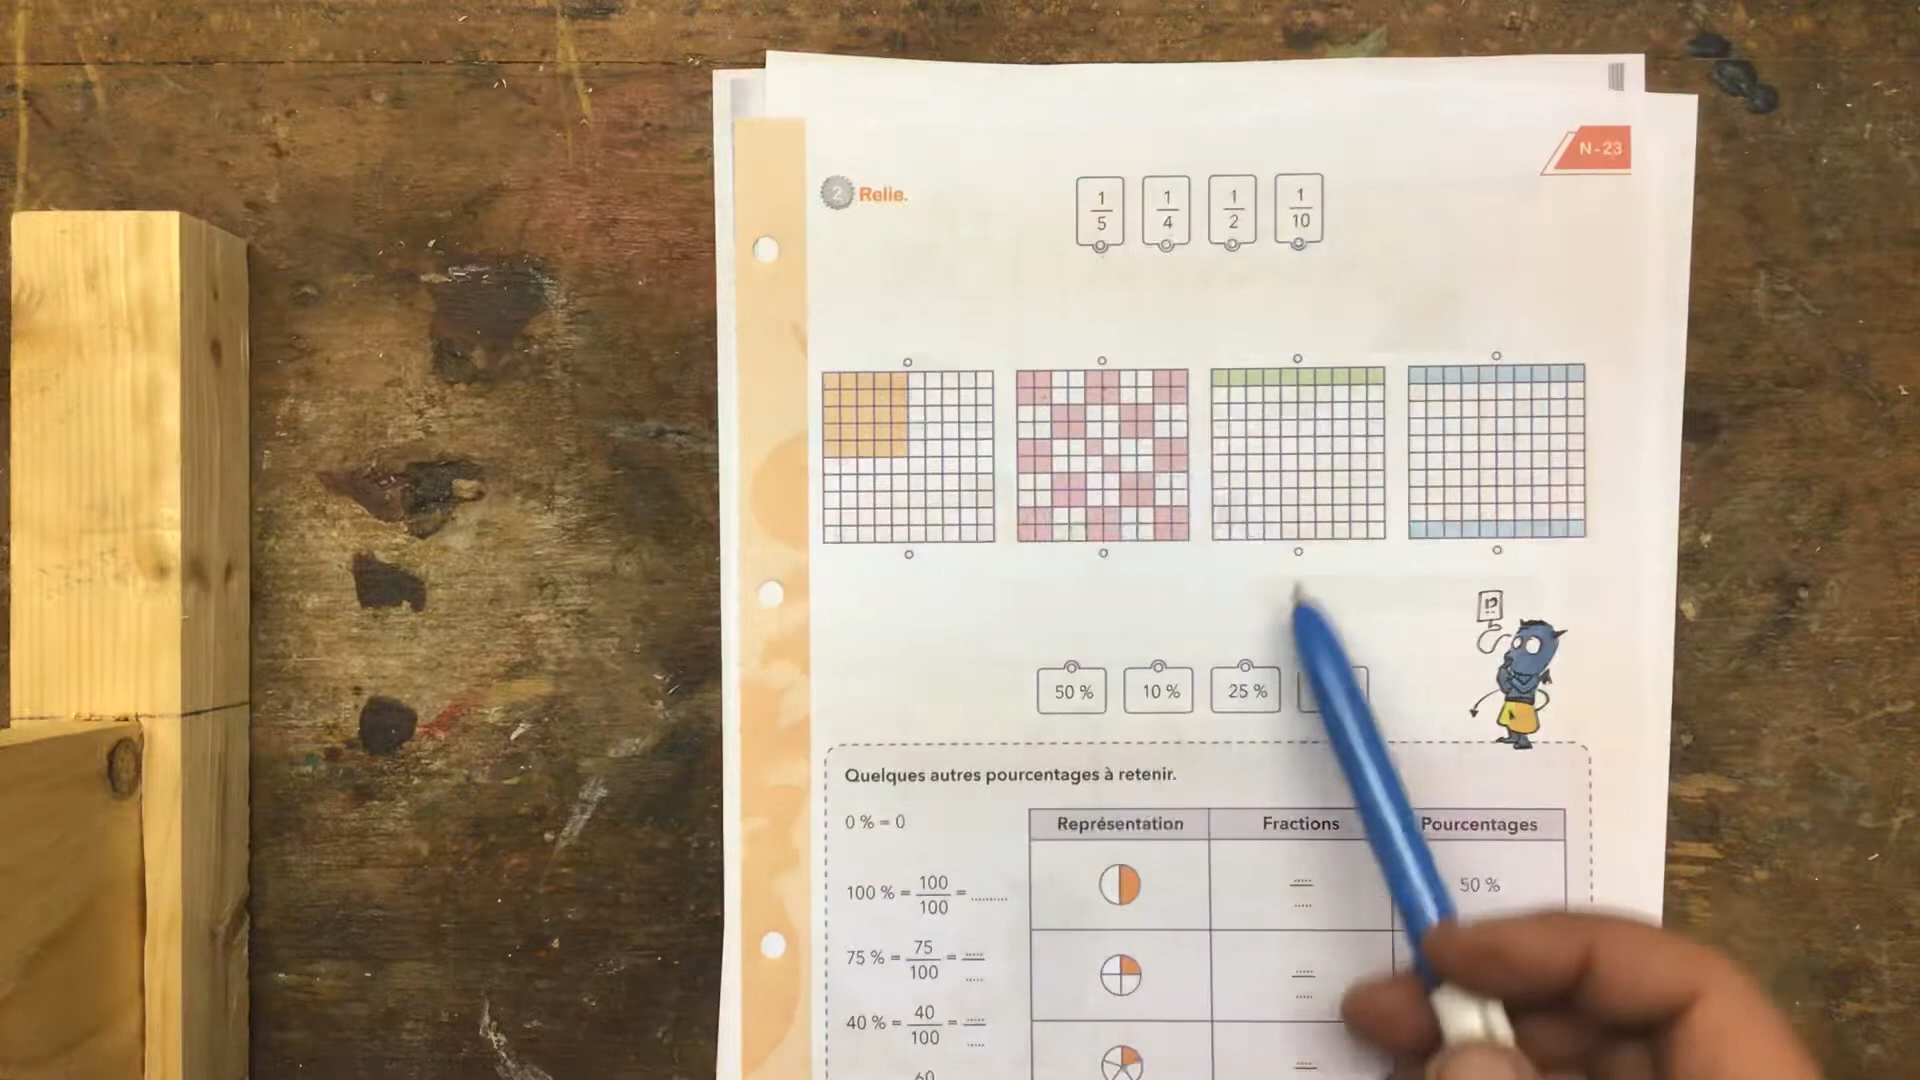 N-23
2 Relie.
1/5 1/4 1/2 1/10
50 % 10 % 25 %
Quelques autres pourcentages à retenir.
0 % = 0
100 % = 100/100 = .........
75 % = 75/100 = ..... / .....
40 % = 40/100 = ..... / .....
60
Représentation Fractions Pourcentages
..... / ..... 50 %
..... / .....